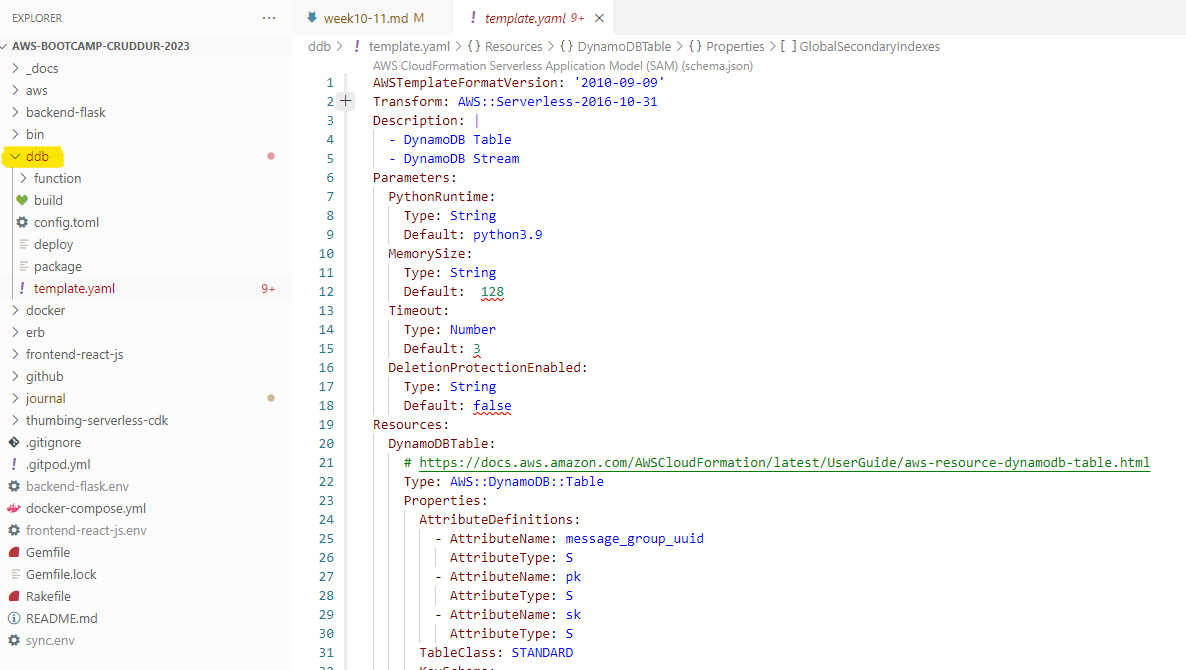 EXPLORER
...
AWS-BOOTCAMP-CRUDDUR-2023
_docs
aws
backend-flask
bin
ddb
function
build
config.toml
deploy
package
template.yaml 9+
docker
erb
frontend-react-js
github
journal
thumbing-serverless-cdk
.gitignore
.gitpod.yml
backend-flask.env
docker-compose.yml
frontend-react-js.env
Gemfile
Gemfile.lock
Rakefile
README.md
sync.env
week10-11.md M
! template.yaml 9+ ×
ddb > ! template.yaml > {} Resources > {} DynamoDBTable > {} Properties > [ ] GlobalSecondaryIndexes
AWS CloudFormation Serverless Application Model (SAM) (schema.json)
1 AWSTemplateFormatVersion: '2010-09-09'
2 Transform: AWS::Serverless-2016-10-31
3 Description: |
4 - DynamoDB Table
5 - DynamoDB Stream
6 Parameters:
7 PythonRuntime:
8 Type: String
9 Default: python3.9
10 MemorySize:
11 Type: String
12 Default:  128
13 Timeout:
14 Type: Number
15 Default: 3
16 DeletionProtectionEnabled:
17 Type: String
18 Default: false
19 Resources:
20 DynamoDBTable:
21 # https://docs.aws.amazon.com/AWSCloudFormation/latest/UserGuide/aws-resource-dynamodb-table.html
22 Type: AWS::DynamoDB::Table
23 Properties:
24 AttributeDefinitions:
25 - AttributeName: message_group_uuid
26 AttributeType: S
27 - AttributeName: pk
28 AttributeType: S
29 - AttributeName: sk
30 AttributeType: S
31 TableClass: STANDARD